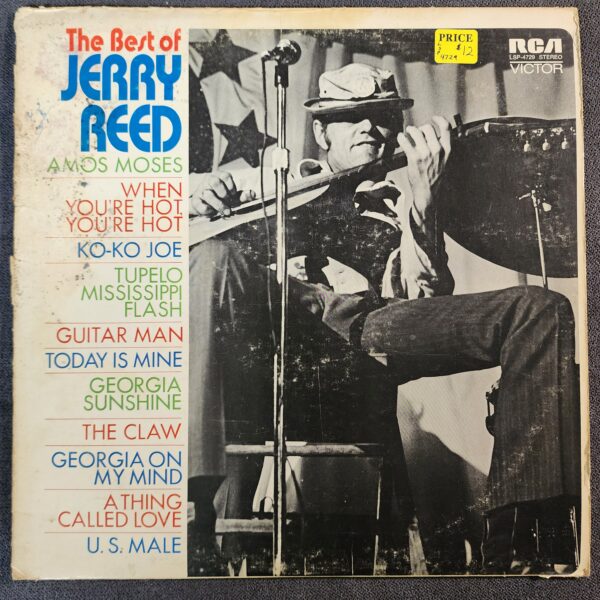 The Best of
JERRY
REED
AMOS MOSES
WHEN
YOU'RE HOT
YOU'RE HOT
KO-KO JOE
TUPELO
MISSISSIPPI
FLASH
GUITAR MAN
TODAY IS MINE
GEORGIA
SUNSHINE
THE CLAW
GEORGIA ON
MY MIND
A THING
CALLED LOVE
U. S. MALE
PRICE
$12
4729
RCA
LSP-4729 STEREO
VICTOR